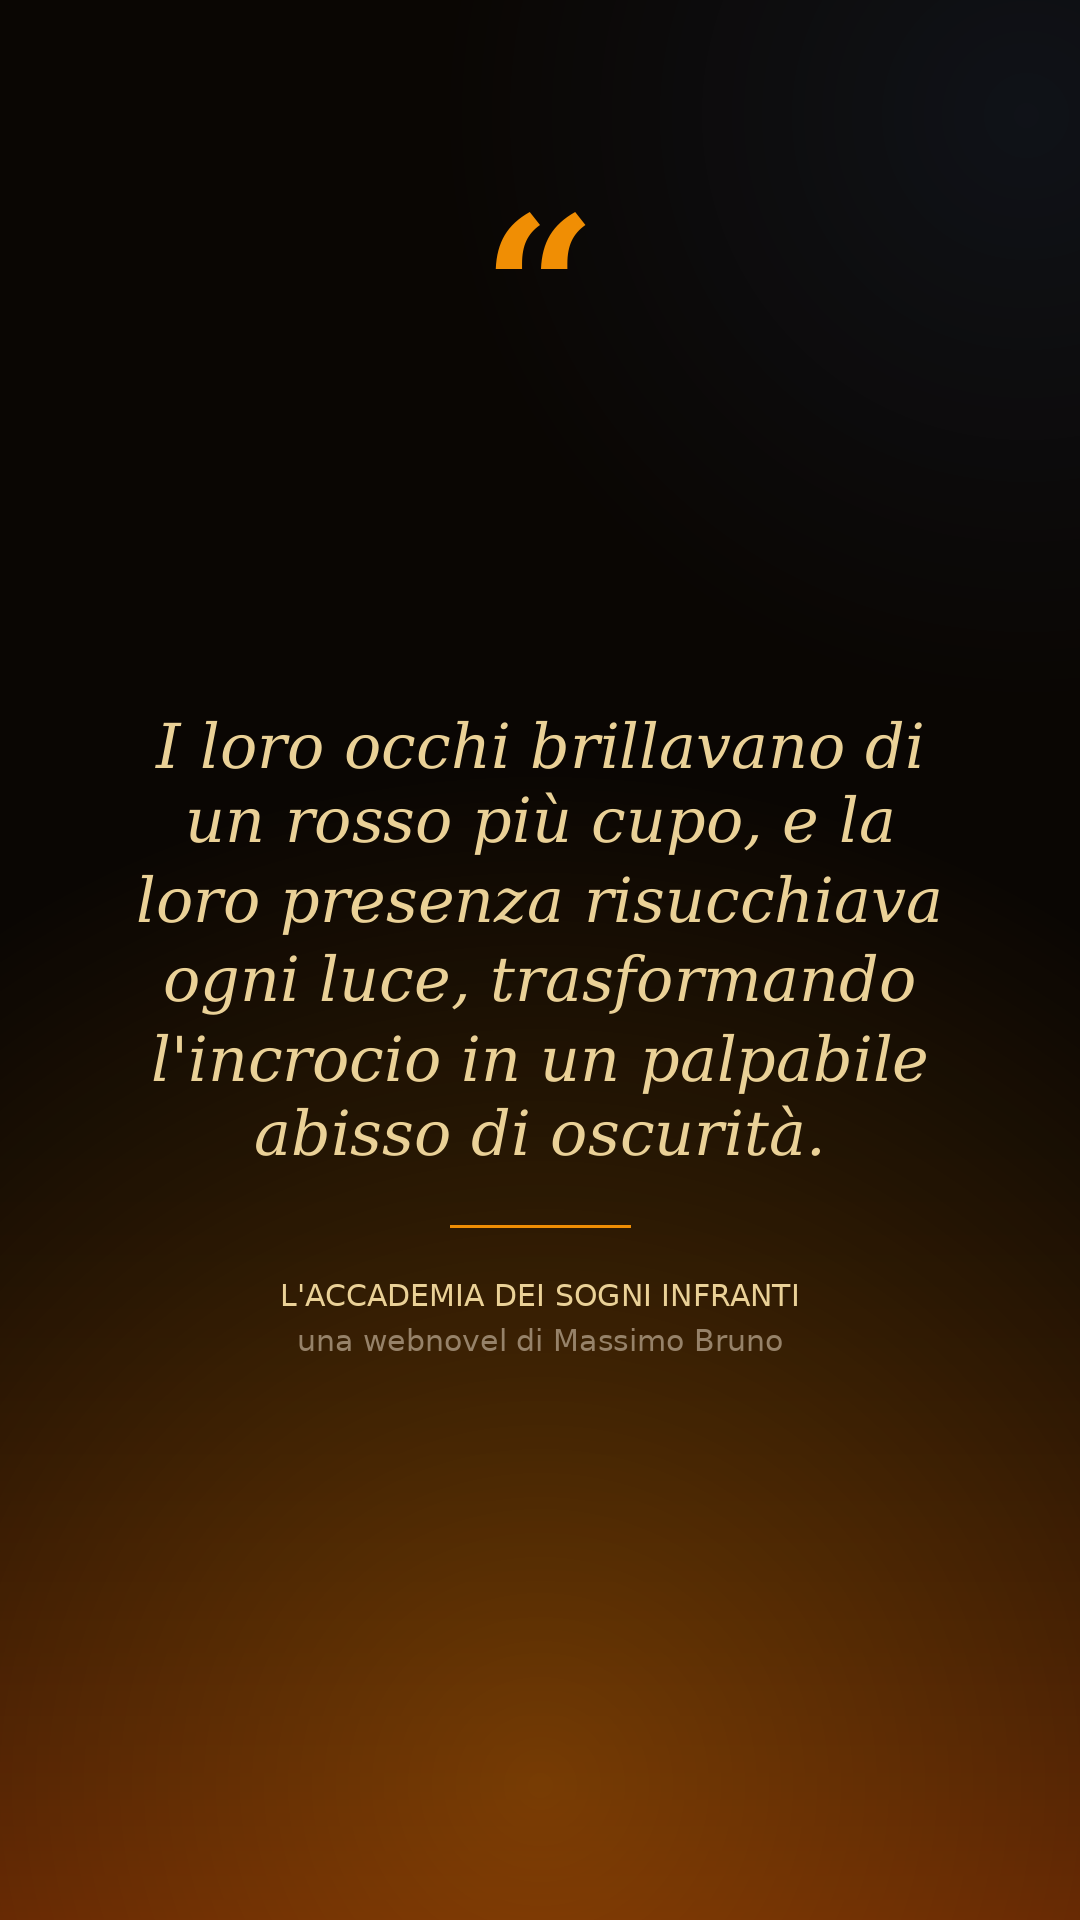 “
I loro occhi brillavano di
un rosso più cupo, e la
loro presenza risucchiava
ogni luce, trasformando
l'incrocio in un palpabile
abisso di oscurità.
L'ACCADEMIA DEI SOGNI INFRANTI
una webnovel di Massimo Bruno